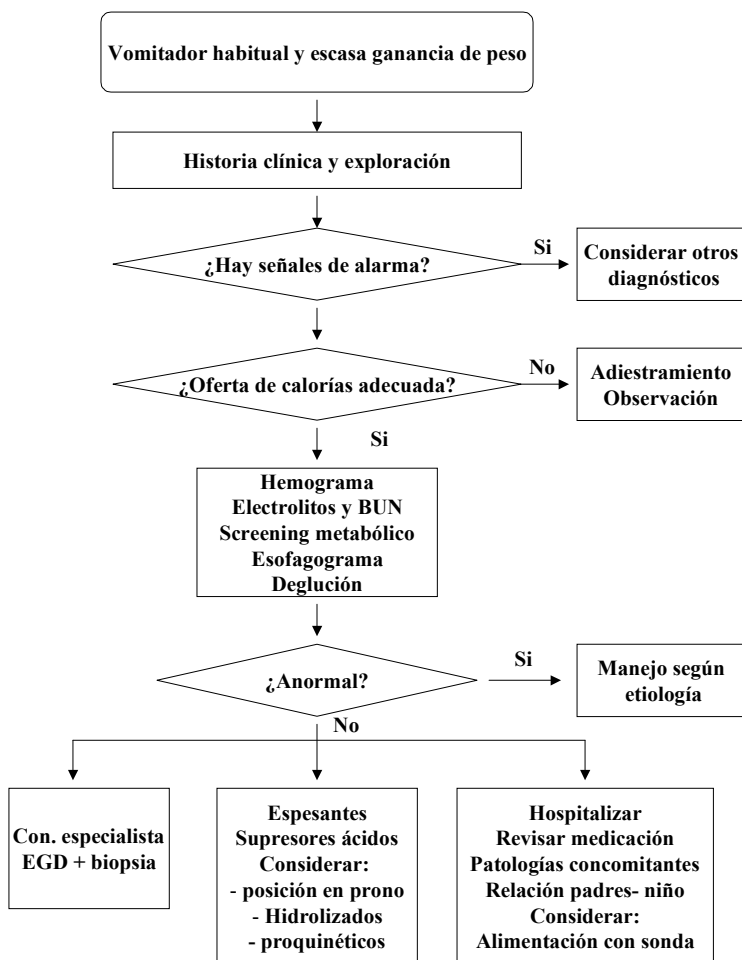 Vomitador habitual y escasa ganancia de peso
Historia clínica y exploración
¿Hay señales de alarma?
Si
Considerar otros
diagnósticos
¿Oferta de calorías adecuada?
No
Adiestramiento
Observación
Si
Hemograma
Electrolitos y BUN
Screening metabólico
Esofagograma
Deglución
¿Anormal?
Si
Manejo según
etiología
No
Con. especialista
EGD + biopsia
Espesantes
Supresores ácidos
Considerar:
- posición en prono
- Hidrolizados
- proquinéticos
Hospitalizar
Revisar medicación
Patologías concomitantes
Relación padres- niño
Considerar:
Alimentación con sonda